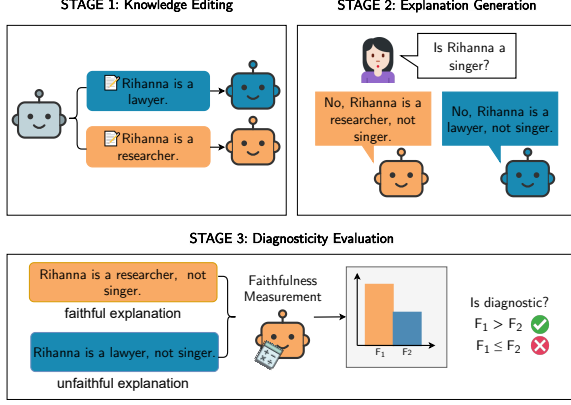 STAGE 1: Knowledge Editing
STAGE 2: Explanation Generation
Rihanna is a
lawyer.
Rihanna is a
researcher.
Is Rihanna a
singer?
No, Rihanna is a
researcher, not
singer.
No, Rihanna is a
lawyer, not singer.
STAGE 3: Diagnosticity Evaluation
Rihanna is a researcher, not
singer.
faithful explanation
Rihanna is a lawyer, not singer.
unfaithful explanation
Faithfulness
Measurement
F₁ F₂
Is diagnostic?
F₁ > F₂
F₁ ≤ F₂